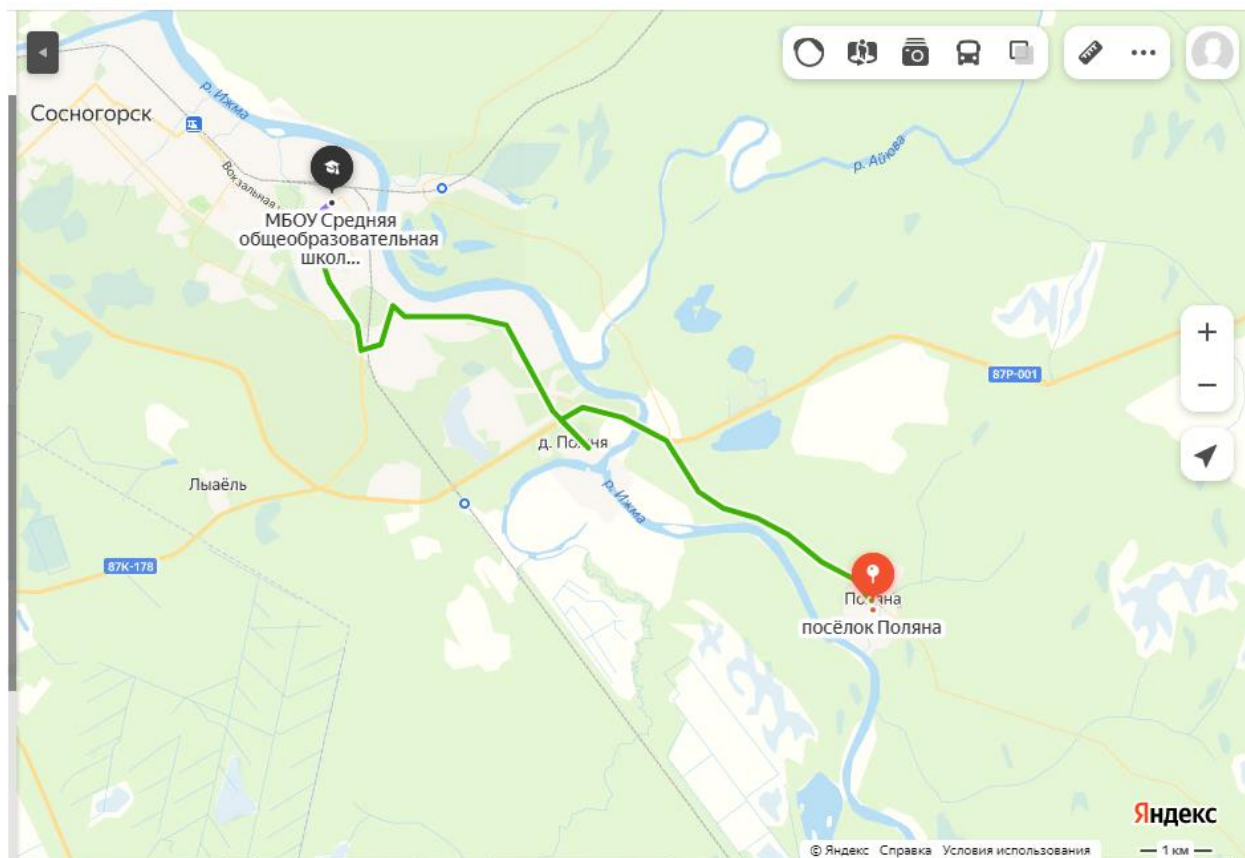 р. Ижма
Сосногорск
р. Айюва
Вокзальная
МБОУ Средняя
общеобразовательная
школ...
87Р-001
д. Поляня
Лыаёль
р. Ижма
87К-178
Поляна
посёлок Поляна
Яндекс
© Яндекс Справка Условия использования
1 км